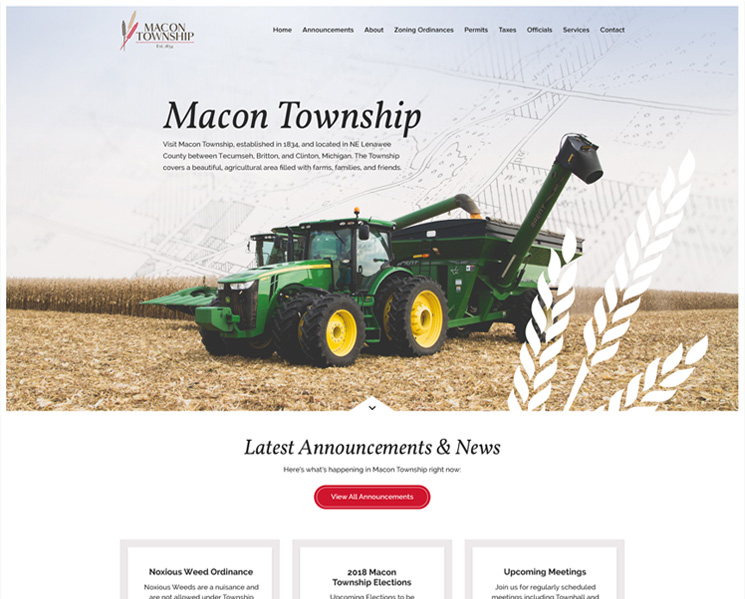 MACON
TOWNSHIP
Est. 1834
Home Announcements About Zoning Ordinances Permits Taxes Officials Services Contact
Macon Township
Visit Macon Township, established in 1834, and located in NE Lenawee
County between Tecumseh, Britton, and Clinton, Michigan. The Township
covers a beautiful, agricultural area filled with farms, families, and friends.
Latest Announcements & News
Here's what's happening in Macon Township right now:
View All Announcements
Noxious Weed Ordinance
Noxious Weeds are a nuisance and
are not allowed under Township
2018 Macon
Township Elections
Upcoming Elections to be
Upcoming Meetings
Join us for regularly scheduled
meetings including Townhall and